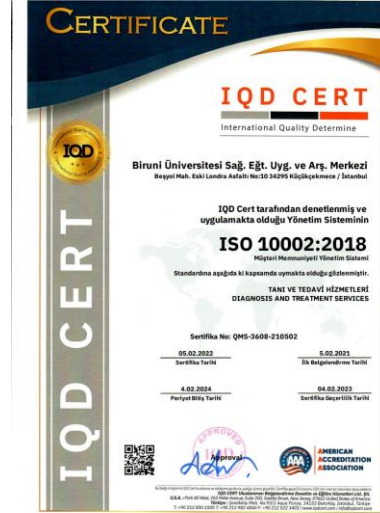 CERTIFICATE
IQD CERT
International Quality Determine
IQD
IQD CERT
Biruni Üniversitesi Sağ. Eğt. Uyg. ve Arş. Merkezi
Beşyol Mah. Eski Londra Asfaltı No:10 34295 Küçükçekmece / İstanbul
IQD Cert tarafından denetlenmiş ve
uygulamakta olduğu Yönetim Sisteminin
ISO 10002:2018
Müşteri Memnuniyeti Yönetim Sistemi
Standardına aşağıda ki kapsamda uymakta olduğu gözlenmiştir.
TANI VE TEDAVİ HİZMETLERİ
DIAGNOSIS AND TREATMENT SERVICES
Sertifika No: QMS-3608-210502
05.02.2022
Sertifika Tarihi
5.02.2021
İlk Belgelendirme Tarihi
4.02.2024
Periyot Bitiş Tarihi
04.02.2023
Sertifika Geçerlilik Tarihi
APPROVED
Approval
AAA
AMERICAN
ACCREDITATION
ASSOCIATION